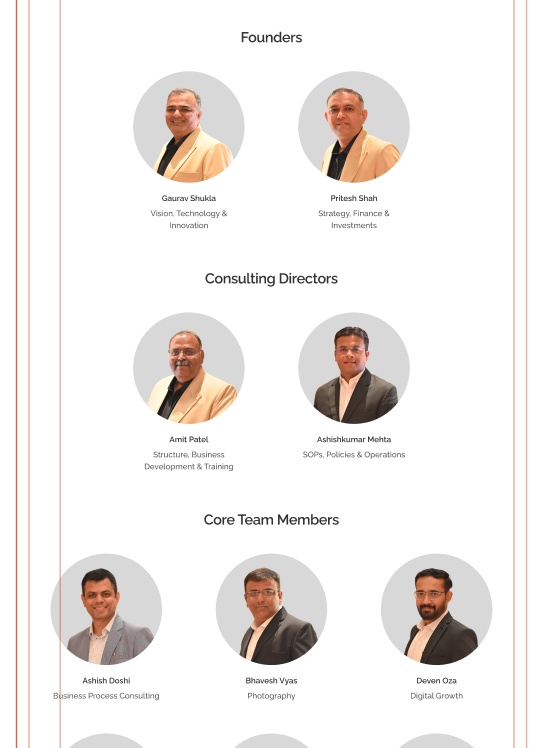 Founders
Gaurav Shukla
Vision, Technology &
Innovation
Pritesh Shah
Strategy, Finance &
Investments
Consulting Directors
Amit Patel
Structure, Business
Development & Training
Ashishkumar Mehta
SOPs, Policies & Operations
Core Team Members
Ashish Doshi
Business Process Consulting
Bhavesh Vyas
Photography
Deven Oza
Digital Growth